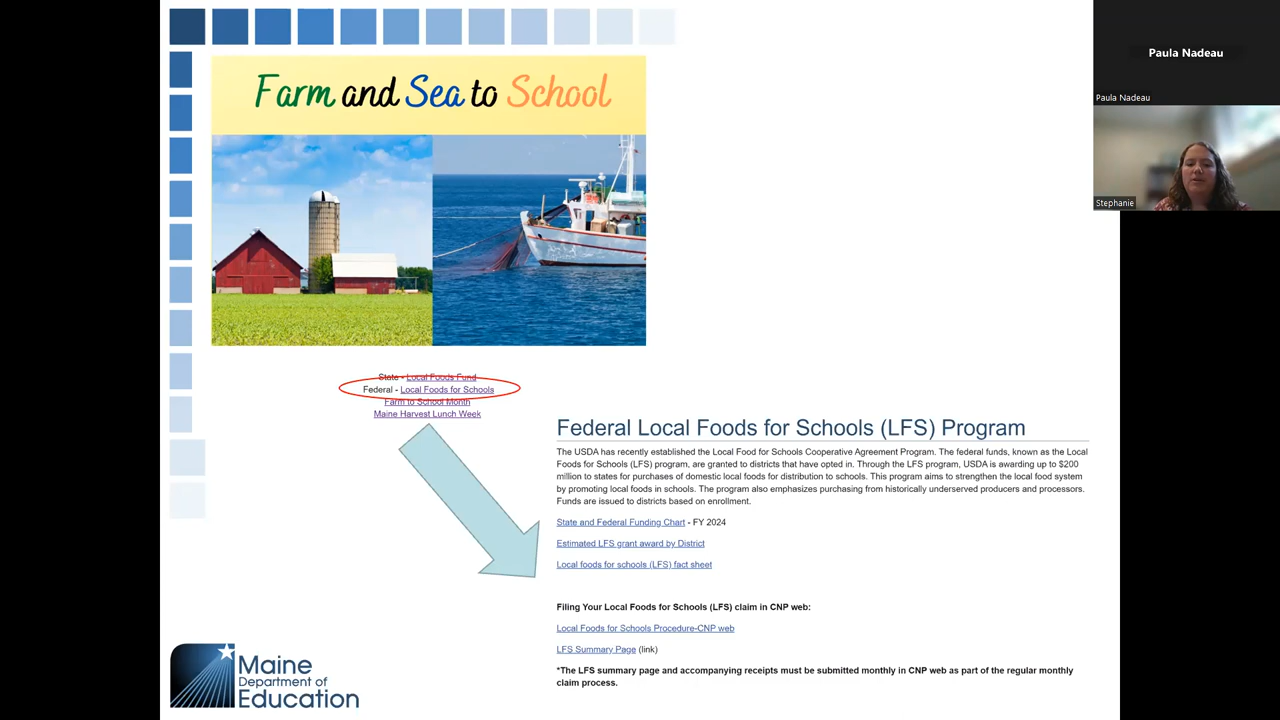 Farm and Sea to School
Paula Nadeau
Paula Nadeau
Stephanie
State - Local Foods Fund
Federal - Local Foods for Schools
Farm to School Month
Maine Harvest Lunch Week
Federal Local Foods for Schools (LFS) Program
The USDA has recently established the Local Food for Schools Cooperative Agreement Program. The federal funds, known as the Local
Foods for Schools (LFS) program, are granted to districts that have opted in. Through the LFS program, USDA is awarding up to $200
million to states for purchases of domestic local foods for distribution to schools. This program aims to strengthen the local food system
by promoting local foods in schools. The program also emphasizes purchasing from historically underserved producers and processors.
Funds are issued to districts based on enrollment.
State and Federal Funding Chart - FY 2024
Estimated LFS grant award by District
Local foods for schools (LFS) fact sheet
Filing Your Local Foods for Schools (LFS) claim in CNP web:
Local Foods for Schools Procedure-CNP web
LFS Summary Page (link)
*The LFS summary page and accompanying receipts must be submitted monthly in CNP web as part of the regular monthly
claim process.
Maine
Department of
Education